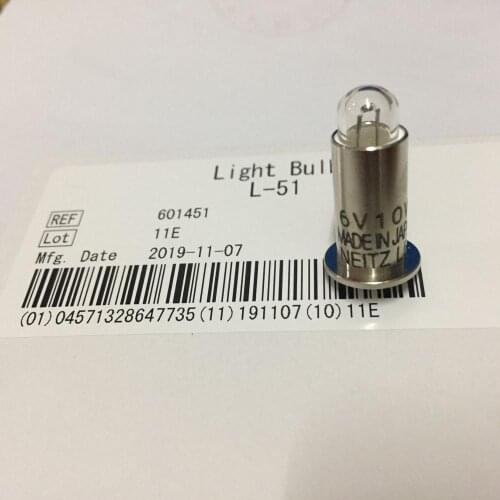 Light Bul
L-51
REF 601451
Lot 11E
Mfg. Date 2019-11-07
(01)04571328647735(11)191107(10)11E
6V10
MADE IN JAP
NEITZ L